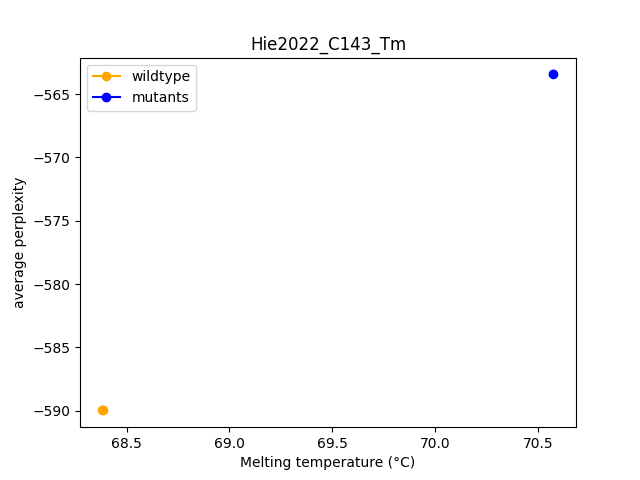 Hie2022_C143_Tm
wildtype
mutants
−565
−570
−575
−580
−585
−590
average perplexity
68.5
69.0
69.5
70.0
70.5
Melting temperature (°C)